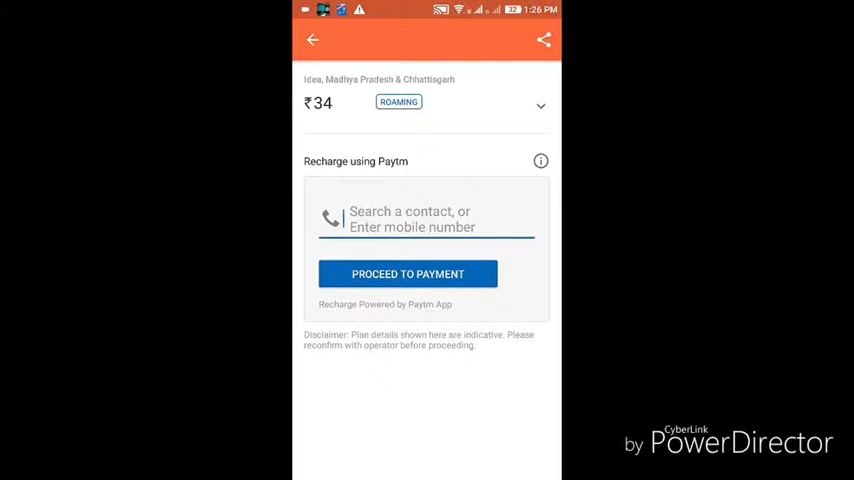 32 1:26 PM
Idea, Madhya Pradesh & Chhattisgarh
₹34 ROAMING
Recharge using Paytm
Search a contact, or
Enter mobile number
PROCEED TO PAYMENT
Recharge Powered by Paytm App
Disclaimer: Plan details shown here are indicative. Please
reconfirm with operator before proceeding.
CyberLink
by PowerDirector